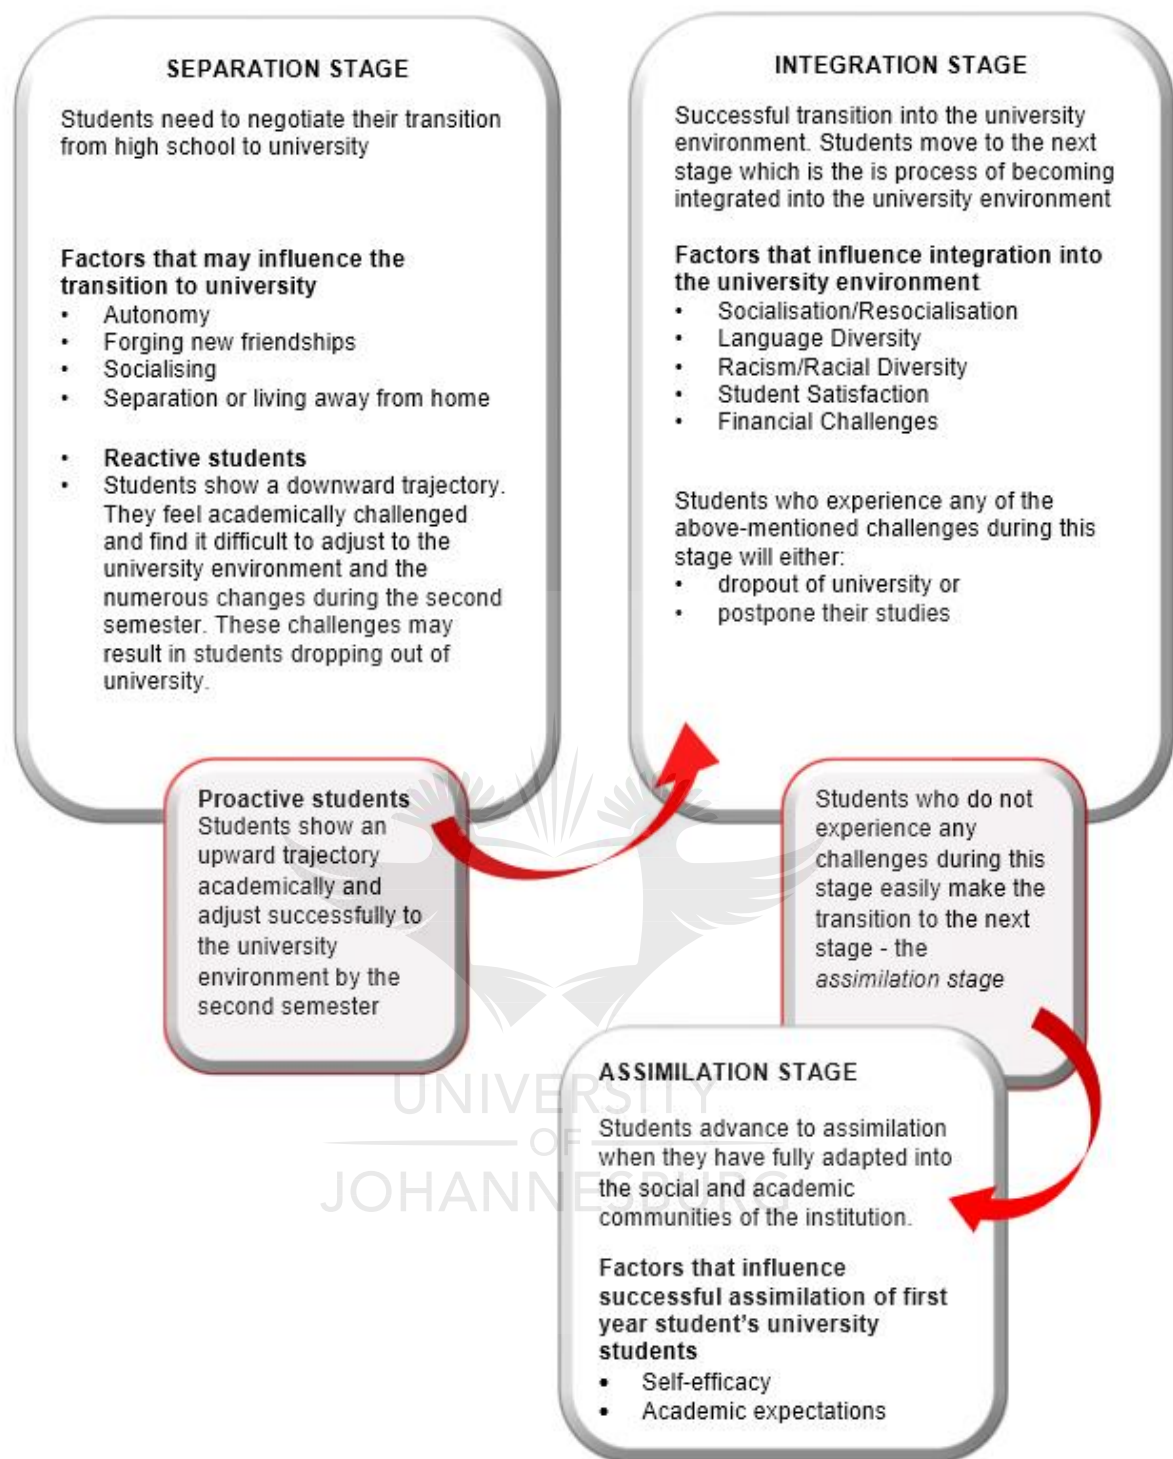 SEPARATION STAGE
Students need to negotiate their transition
from high school to university
Factors that may influence the
transition to university
• Autonomy
• Forging new friendships
• Socialising
• Separation or living away from home
• Reactive students
• Students show a downward trajectory.
They feel academically challenged
and find it difficult to adjust to the
university environment and the
numerous changes during the second
semester. These challenges may
result in students dropping out of
university.
Proactive students
Students show an
upward trajectory
academically and
adjust successfully to
the university
environment by the
second semester
INTEGRATION STAGE
Successful transition into the university
environment. Students move to the next
stage which is the is process of becoming
integrated into the university environment
Factors that influence integration into
the university environment
• Socialisation/Resocialisation
• Language Diversity
• Racism/Racial Diversity
• Student Satisfaction
• Financial Challenges
Students who experience any of the
above-mentioned challenges during this
stage will either:
• dropout of university or
• postpone their studies
Students who do not
experience any
challenges during this
stage easily make the
transition to the next
stage - the
assimilation stage
ASSIMILATION STAGE
Students advance to assimilation
when they have fully adapted into
the social and academic
communities of the institution.
Factors that influence
successful assimilation of first
year student's university
students
• Self-efficacy
• Academic expectations
UNIVERSITY
OF
JOHANNESBURG